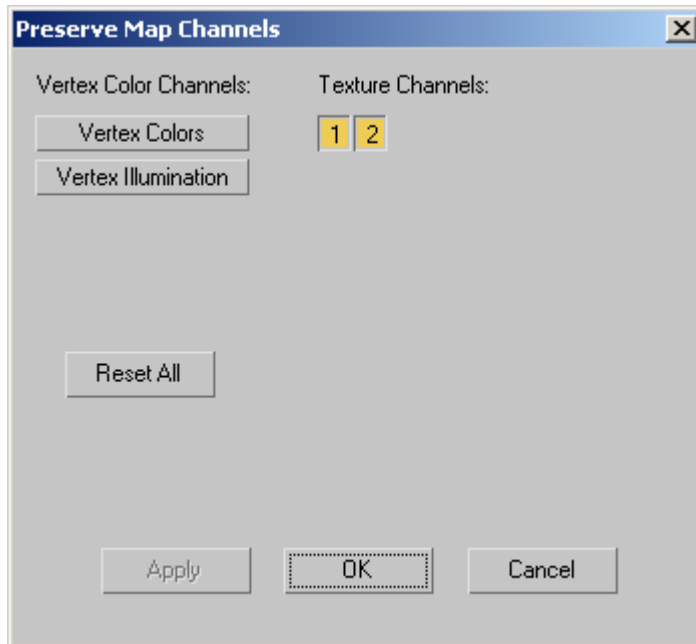 Preserve Map Channels
Vertex Color Channels: Texture Channels:
Vertex Colors 1 2
Vertex Illumination
Reset All
Apply OK Cancel